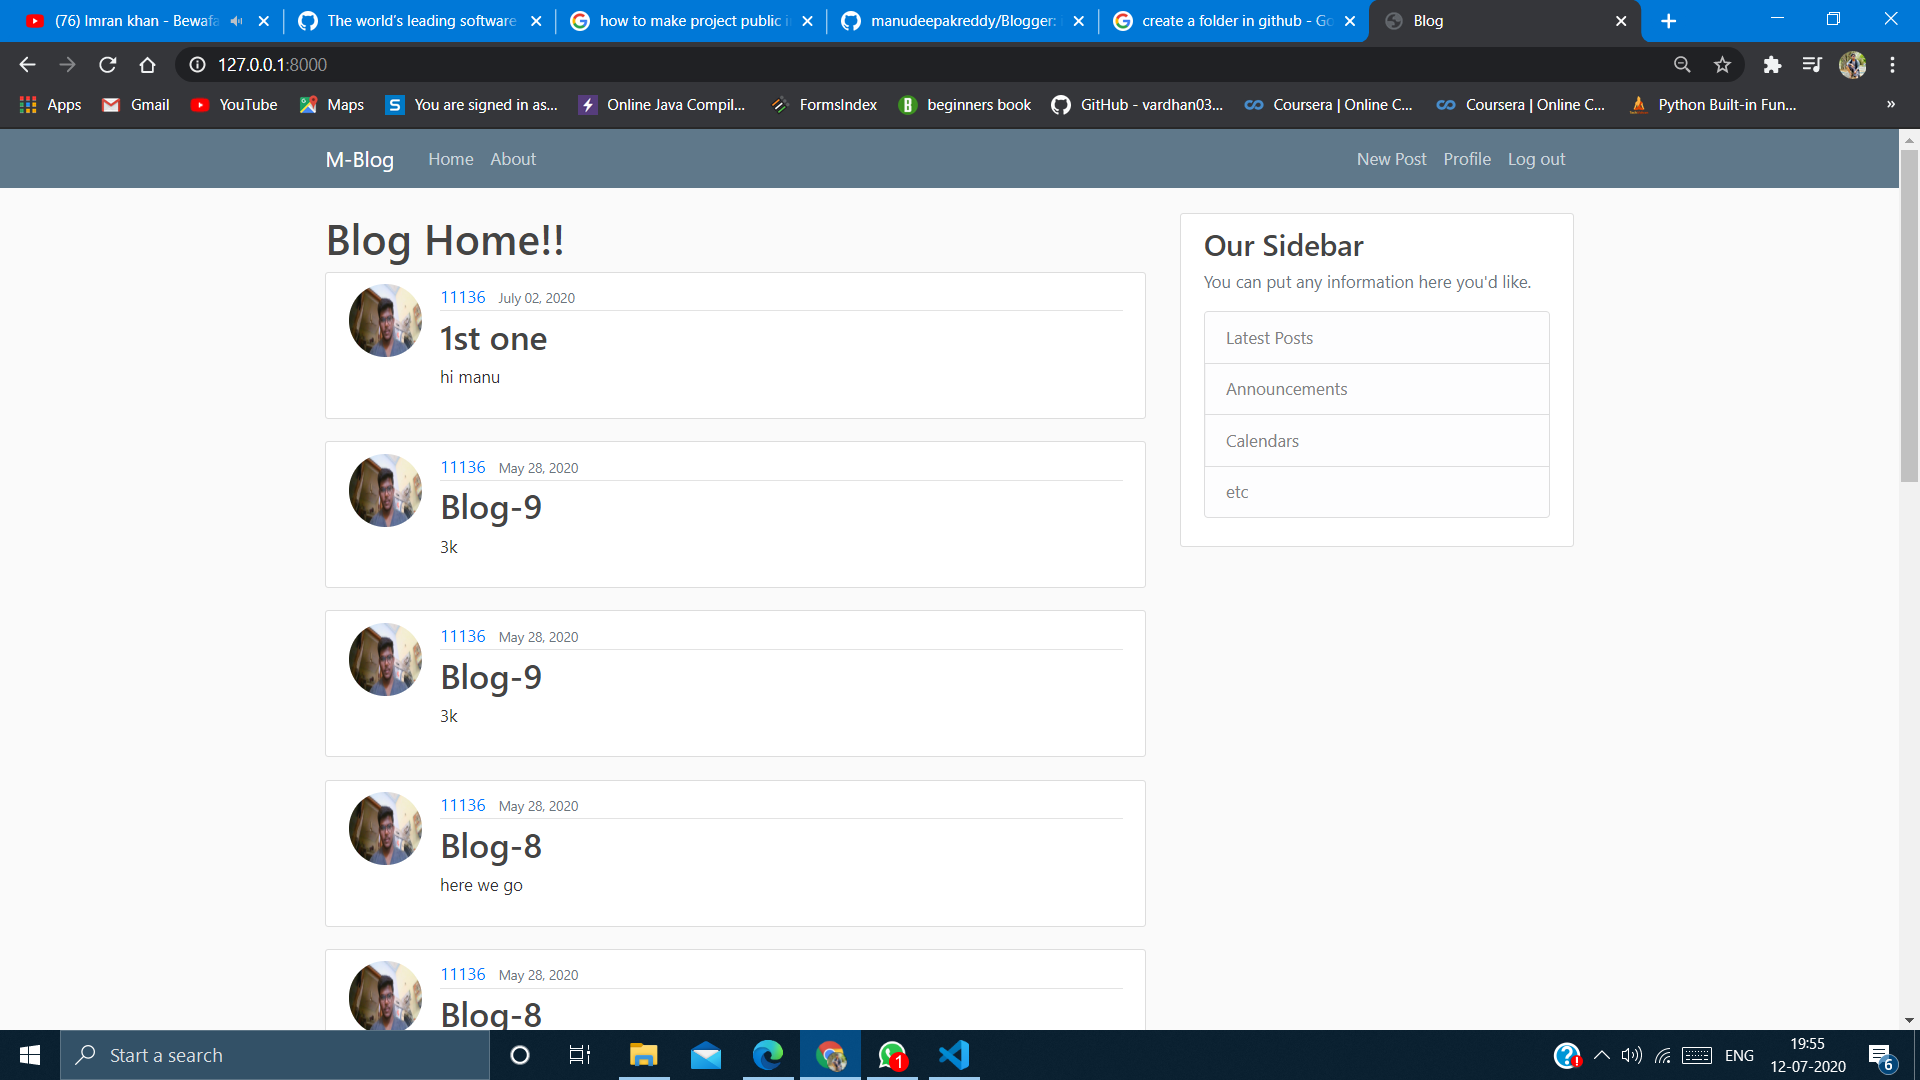 (76) Imran khan - Bewafa
The world's leading software
how to make project public i
manudeepakreddy/Blogger:
create a folder in github - Go
Blog
127.0.0.1:8000
Apps
Gmail
YouTube
Maps
You are signed in as...
Online Java Compil...
FormsIndex
beginners book
GitHub - vardhan03...
Coursera | Online C...
Coursera | Online C...
Python Built-in Fun...
»
M-Blog
Home
About
New Post
Profile
Log out
Blog Home!!
11136 July 02, 2020
1st one
hi manu
11136 May 28, 2020
Blog-9
3k
11136 May 28, 2020
Blog-9
3k
11136 May 28, 2020
Blog-8
here we go
11136 May 28, 2020
Blog-8
Our Sidebar
You can put any information here you'd like.
Latest Posts
Announcements
Calendars
etc
Start a search
1
ENG
19:55
12-07-2020
6